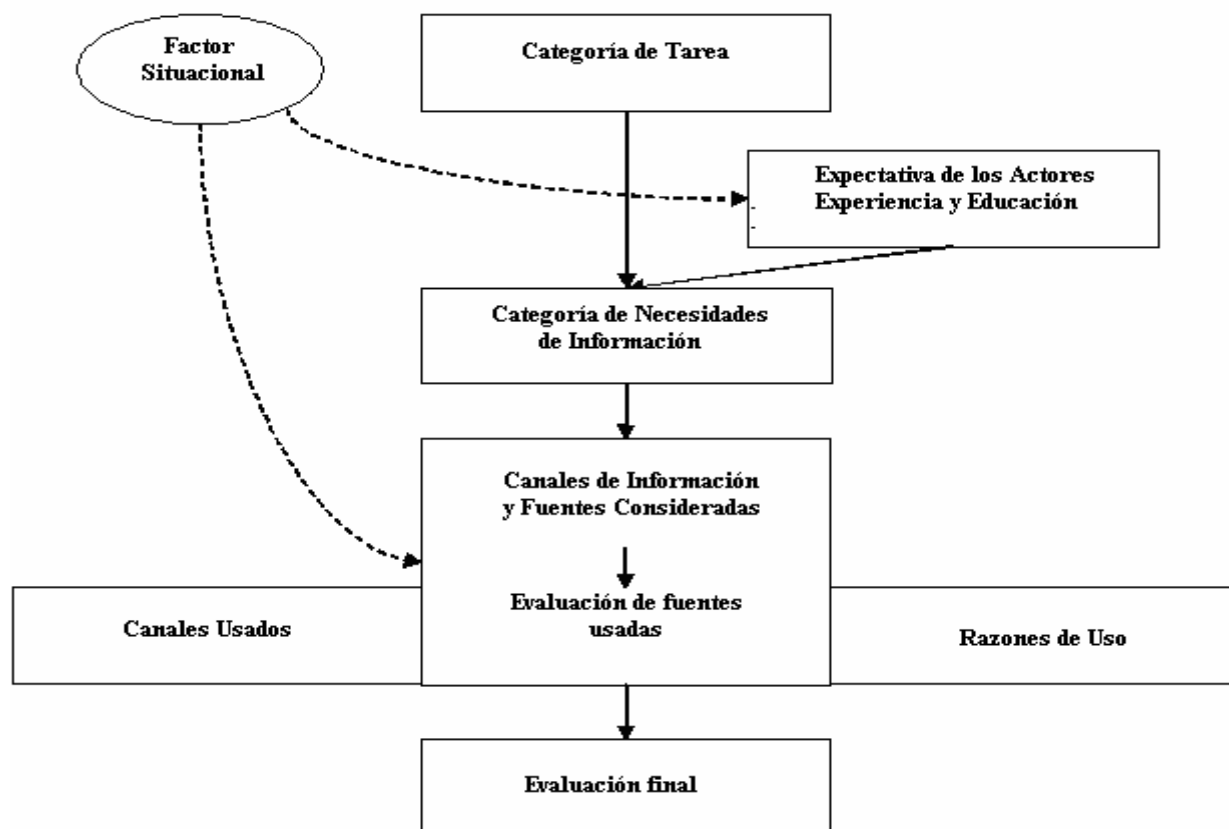 Factor
Situacional
Categoría de Tarea
Expectativa de los Actores
Experiencia y Educación
Categoría de Necesidades
de Información
Canales de Información
y Fuentes Consideradas
Evaluación de fuentes
usadas
Canales Usados
Razones de Uso
Evaluación final